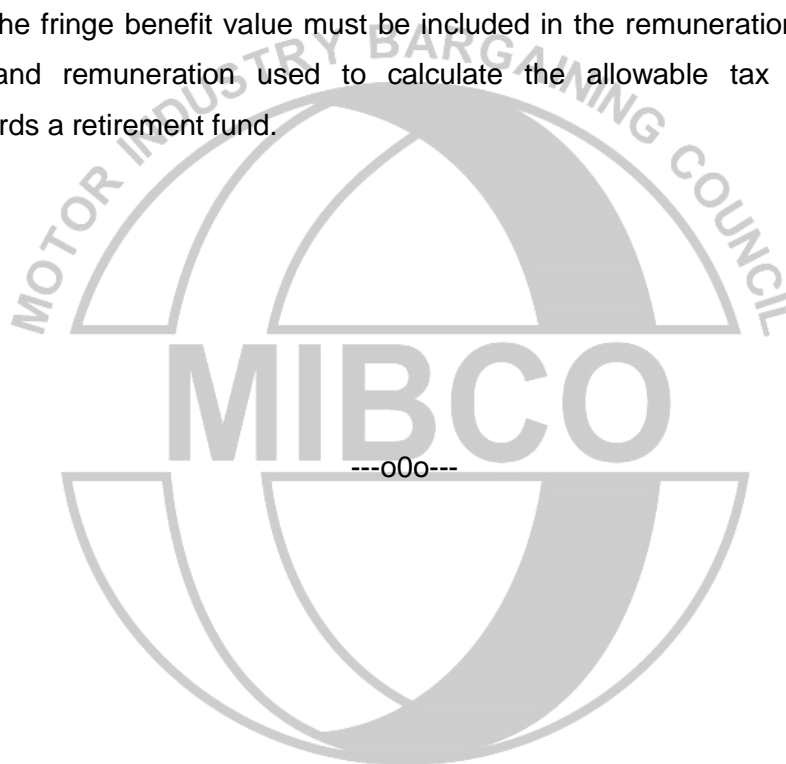 he fringe benefit value must be included in the remuneration
and remuneration used to calculate the allowable tax
rds a retirement fund.
MOTOR INDUSTRY BARGAINING COUNCIL
MIBCO
---o0o---